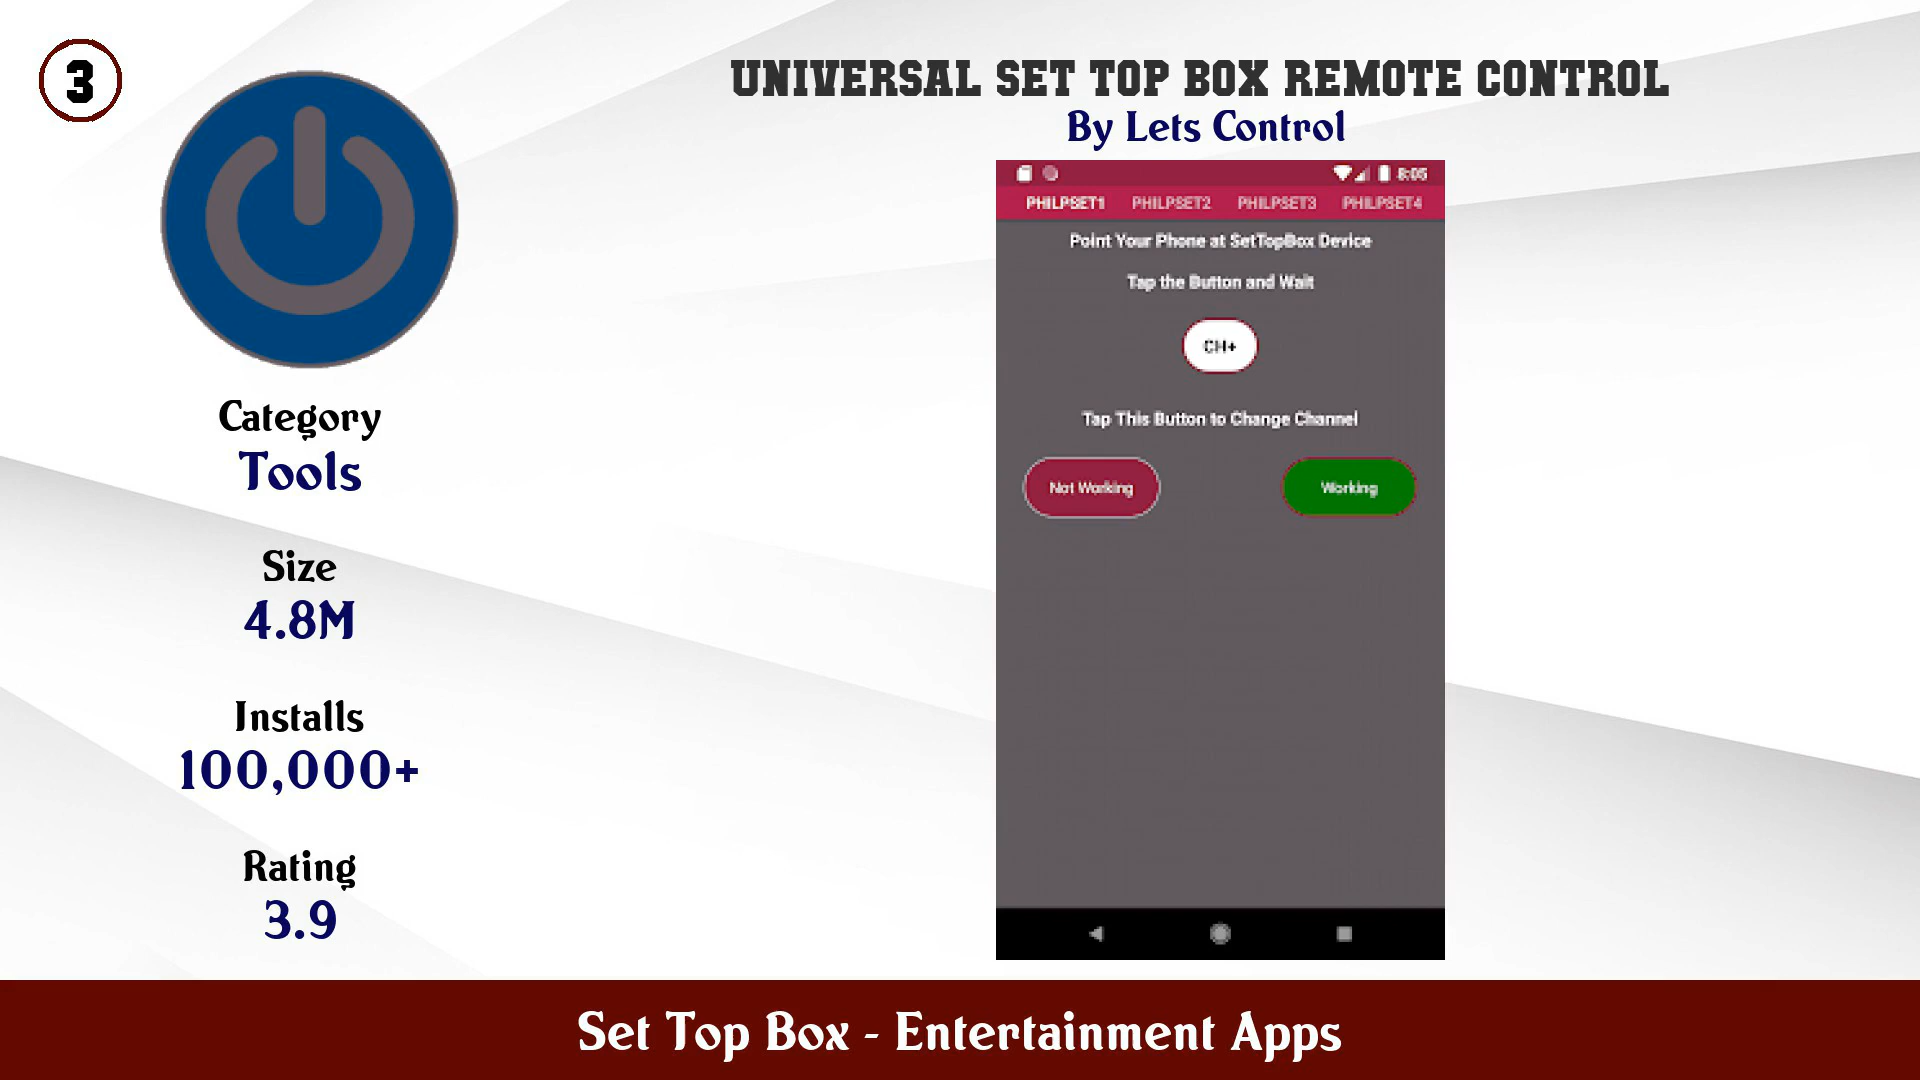 3
UNIVERSAL SET TOP BOX REMOTE CONTROL
By Lets Control
Category
Tools
Size
4.8M
Installs
100,000+
Rating
3.9
8:05
PHILPSET1 PHILPSET2 PHILPSET3 PHILPSET4
Point Your Phone at SetTopBox Device
Tap the Button and Wait
CH+
Tap This Button to Change Channel
Not Working Working
Set Top Box - Entertainment Apps